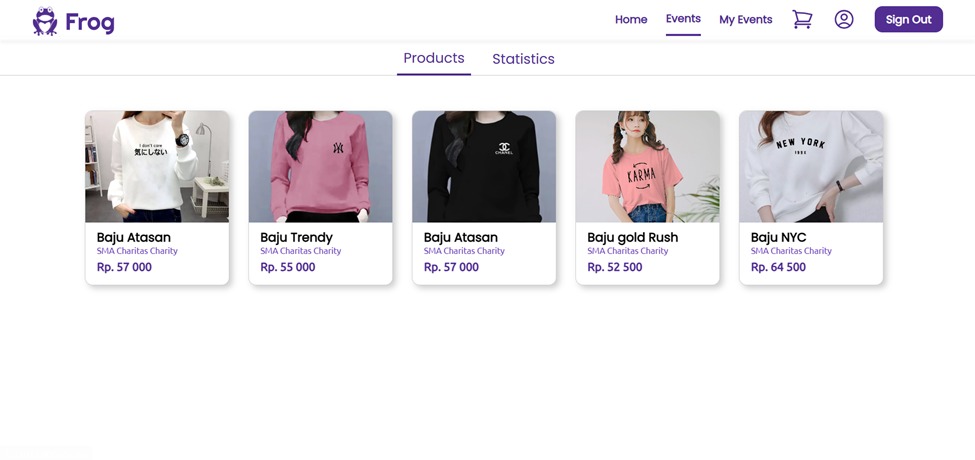 Frog
Home Events My Events Sign Out
Products Statistics
I don't care
気にしない
NY
CHANEL
KARMA
NEW YORK
Baju Atasan
SMA Charitas Charity
Rp. 57 000
Baju Trendy
SMA Charitas Charity
Rp. 55 000
Baju Atasan
SMA Charitas Charity
Rp. 57 000
Baju gold Rush
SMA Charitas Charity
Rp. 52 500
Baju NYC
SMA Charitas Charity
Rp. 64 500